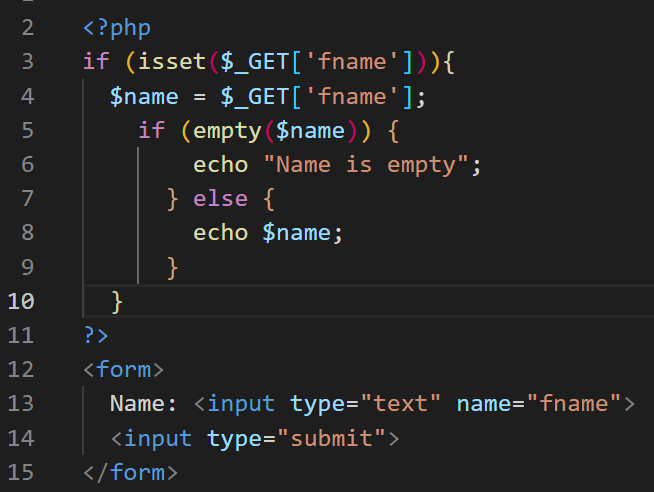 2 <?php
3 if (isset($_GET['fname'])){
4   $name = $_GET['fname'];
5     if (empty($name)) {
6         echo "Name is empty";
7       } else {
8         echo $name;
9       }
10   }
11 ?>
12 <form>
13   Name: <input type="text" name="fname">
14   <input type="submit">
15 </form>